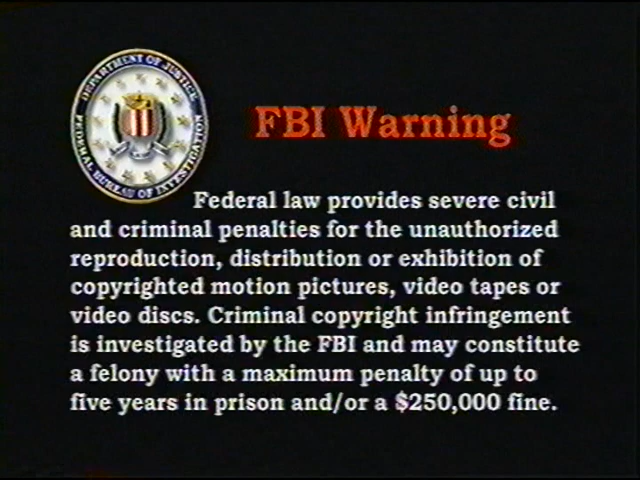 DEPARTMENT OF JUSTICE
FEDERAL BUREAU OF INVESTIGATION
FBI Warning
Federal law provides severe civil
and criminal penalties for the unauthorized
reproduction, distribution or exhibition of
copyrighted motion pictures, video tapes or
video discs. Criminal copyright infringement
is investigated by the FBI and may constitute
a felony with a maximum penalty of up to
five years in prison and/or a $250,000 fine.